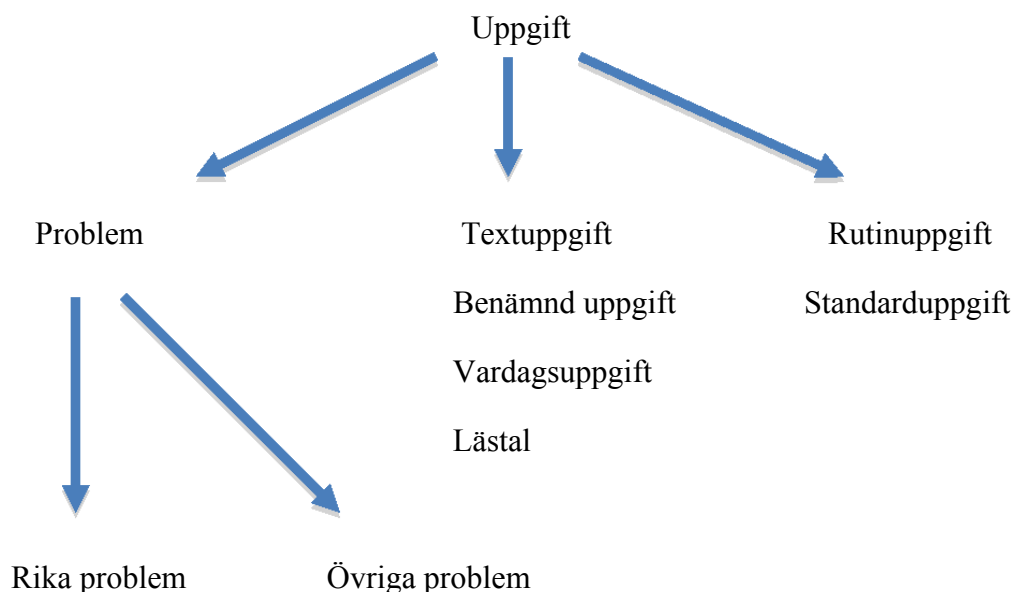 Uppgift
Problem
Textuppgift
Rutinuppgift
Benämnd uppgift
Standarduppgift
Vardagsuppgift
Lästal
Rika problem
Övriga problem